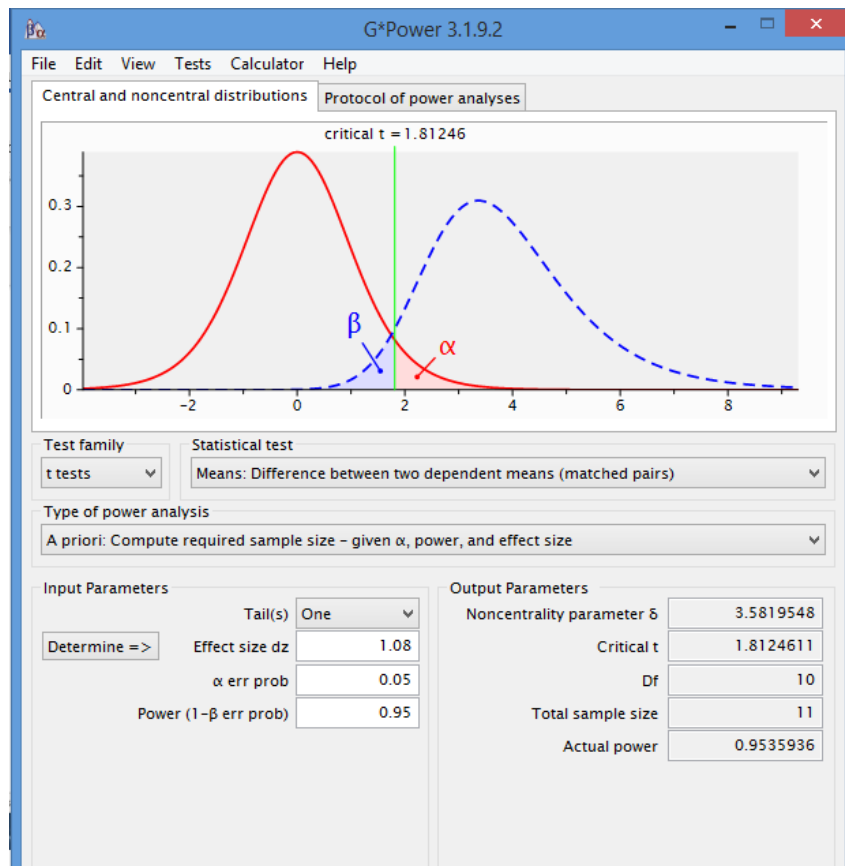 βα G*Power 3.1.9.2
File Edit View Tests Calculator Help
Central and noncentral distributions Protocol of power analyses
critical t = 1.81246
0.3
0.2
0.1
0
β
α
-2 0 2 4 6 8
Test family Statistical test
t tests Means: Difference between two dependent means (matched pairs)
Type of power analysis
A priori: Compute required sample size – given α, power, and effect size
Input Parameters Output Parameters
Tail(s) One Noncentrality parameter δ 3.5819548
Determine => Effect size dz 1.08 Critical t 1.8124611
α err prob 0.05 Df 10
Power (1-β err prob) 0.95 Total sample size 11
Actual power 0.9535936